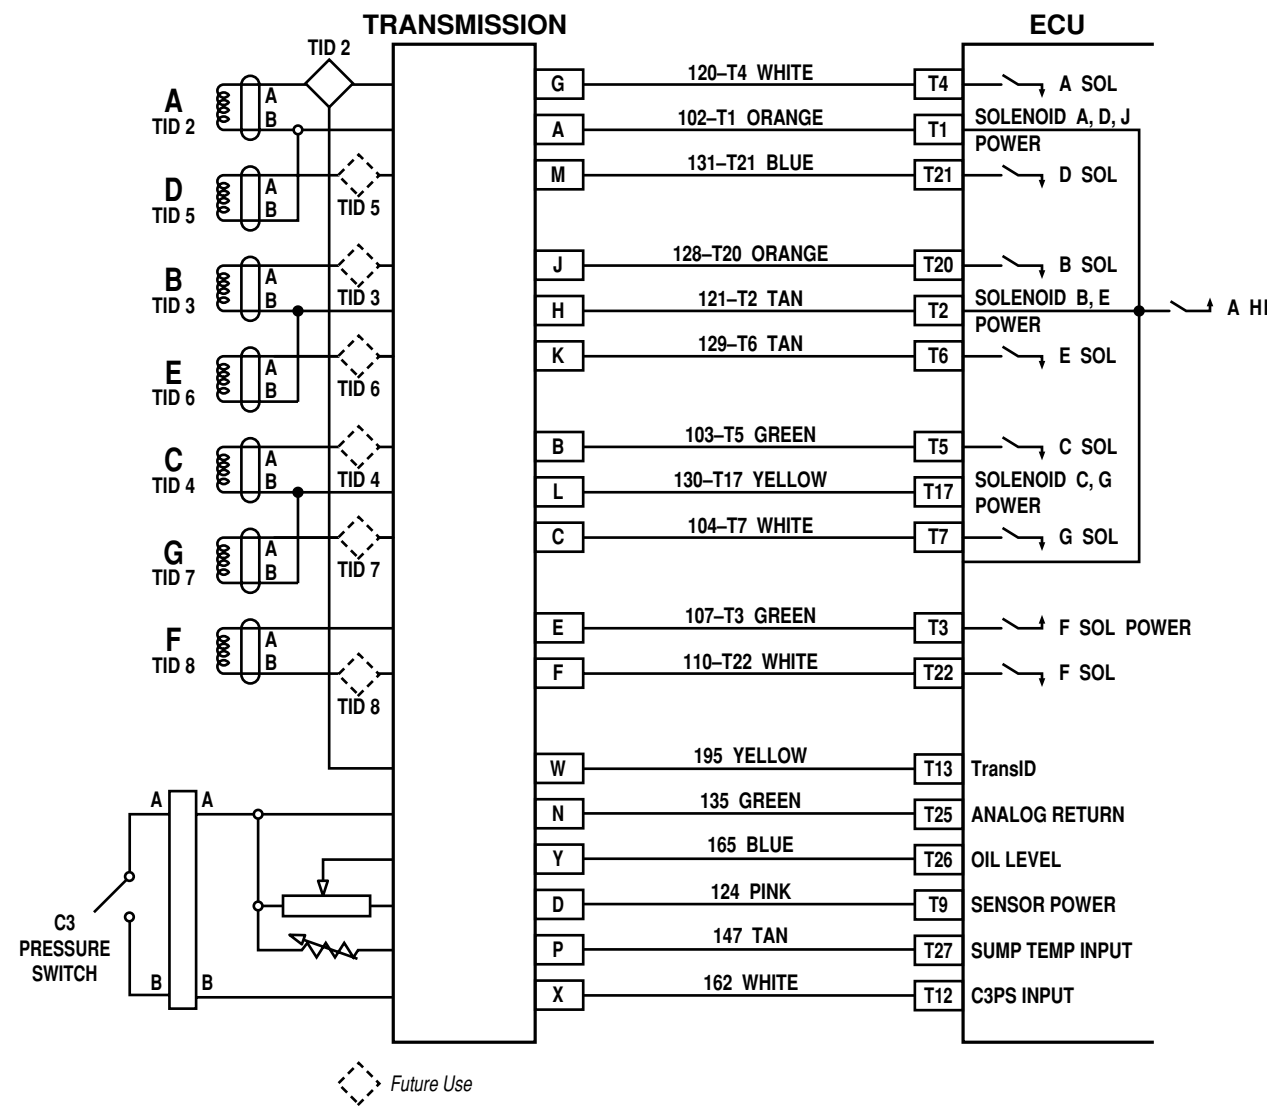 TRANSMISSION
ECU
TID 2
A
TID 2
A
B
G
120–T4 WHITE
T4
A SOL
A
102–T1 ORANGE
T1
SOLENOID A, D, J
POWER
D
TID 5
A
B
TID 5
M
131–T21 BLUE
T21
D SOL
B
TID 3
A
B
TID 3
J
128–T20 ORANGE
T20
B SOL
H
121–T2 TAN
T2
SOLENOID B, E
POWER
A HI
E
TID 6
A
B
TID 6
K
129–T6 TAN
T6
E SOL
C
TID 4
A
B
TID 4
B
103–T5 GREEN
T5
C SOL
L
130–T17 YELLOW
T17
SOLENOID C, G
POWER
G
TID 7
A
B
TID 7
C
104–T7 WHITE
T7
G SOL
F
TID 8
A
B
TID 8
E
107–T3 GREEN
T3
F SOL POWER
F
110–T22 WHITE
T22
F SOL
W
195 YELLOW
T13
TransID
A
A
N
135 GREEN
T25
ANALOG RETURN
Y
165 BLUE
T26
OIL LEVEL
C3
PRESSURE
SWITCH
D
124 PINK
T9
SENSOR POWER
P
147 TAN
T27
SUMP TEMP INPUT
B
B
X
162 WHITE
T12
C3PS INPUT
Future Use